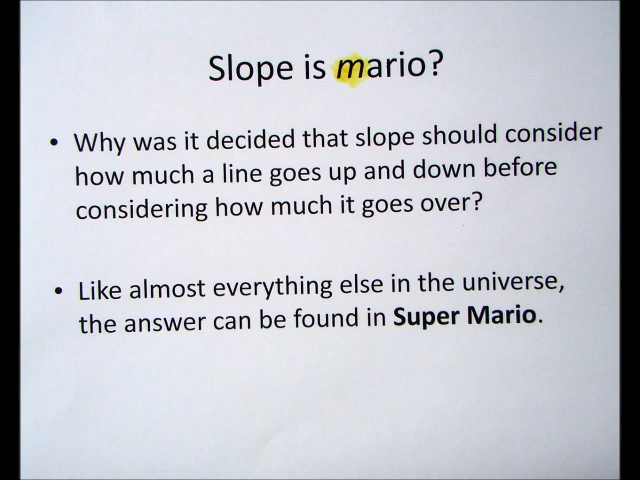 Slope is mario?
• Why was it decided that slope should consider
how much a line goes up and down before
considering how much it goes over?
• Like almost everything else in the universe,
the answer can be found in Super Mario.